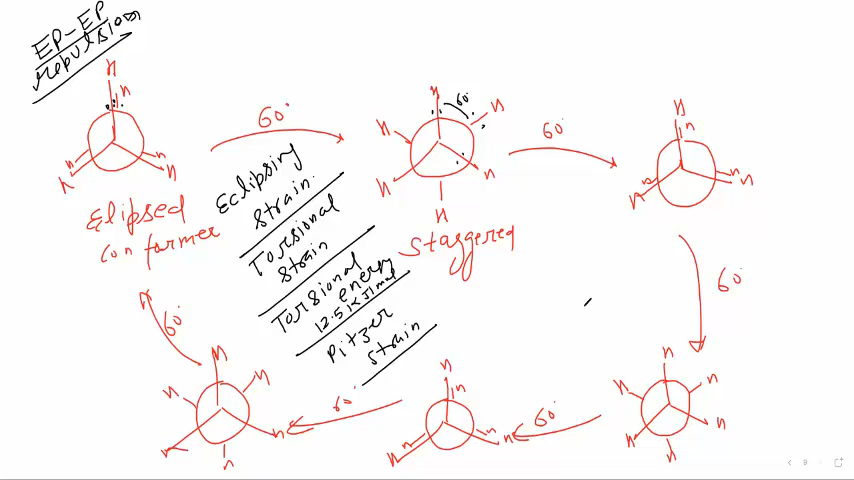 EP-EP
repulsion
H
H
H
H
H
H
Elipsed
conformer
60°
Eclipsing
strain.
Torsional
strain
Torsional
energy
12.5 KJ/mol
Pitzer
strain
H
60°
H
H
H
H
H
Staggered
60°
H
H
H
H
H
H
60°
H
H
H
H
H
H
60°
H
H
H
H
H
H
60°
H
H
H
H
H
60°
9